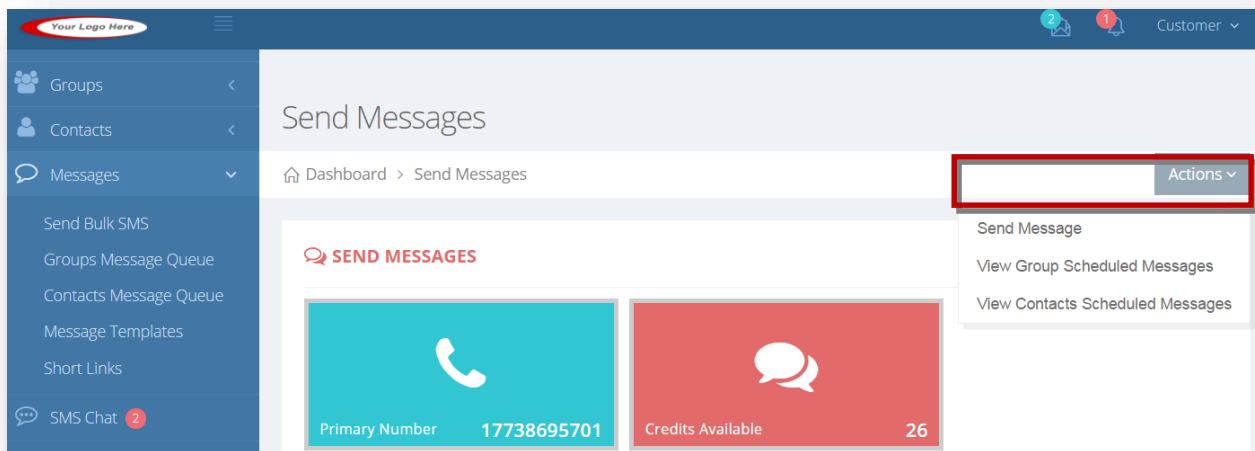 Your Logo Here
2
1
Customer
Groups
Contacts
Messages
Send Bulk SMS
Groups Message Queue
Contacts Message Queue
Message Templates
Short Links
SMS Chat 2
Send Messages
Dashboard > Send Messages
Actions
Send Message
View Group Scheduled Messages
View Contacts Scheduled Messages
SEND MESSAGES
Primary Number 17738695701
Credits Available 26